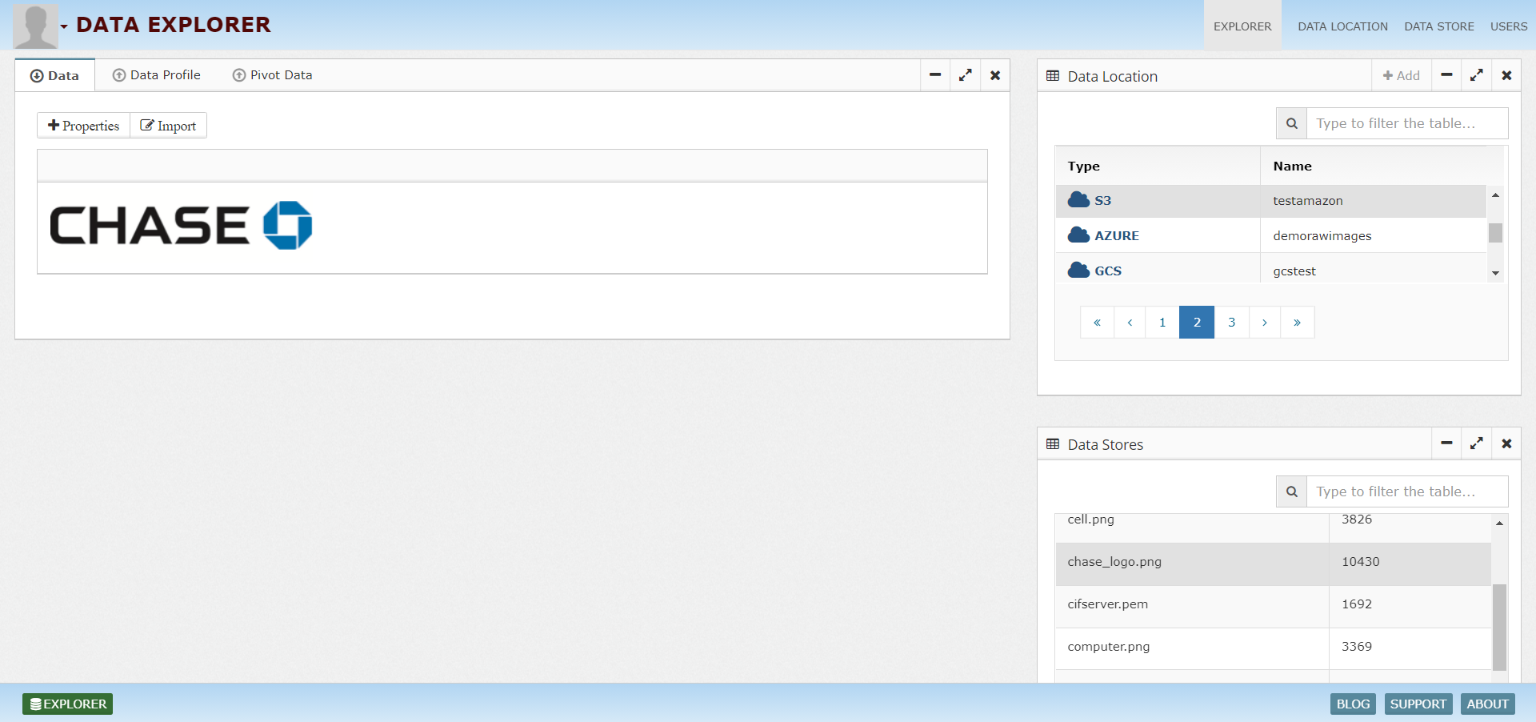 DATA EXPLORER
EXPLORER DATA LOCATION DATA STORE USERS
Data Data Profile Pivot Data
Properties Import
CHASE
Data Location Add
Type to filter the table...
Type Name
S3 testamazon
AZURE demorawimages
GCS gcstest
« ‹ 1 2 3 › »
Data Stores
Type to filter the table...
cell.png 3826
chase_logo.png 10430
cifserver.pem 1692
computer.png 3369
EXPLORER
BLOG SUPPORT ABOUT